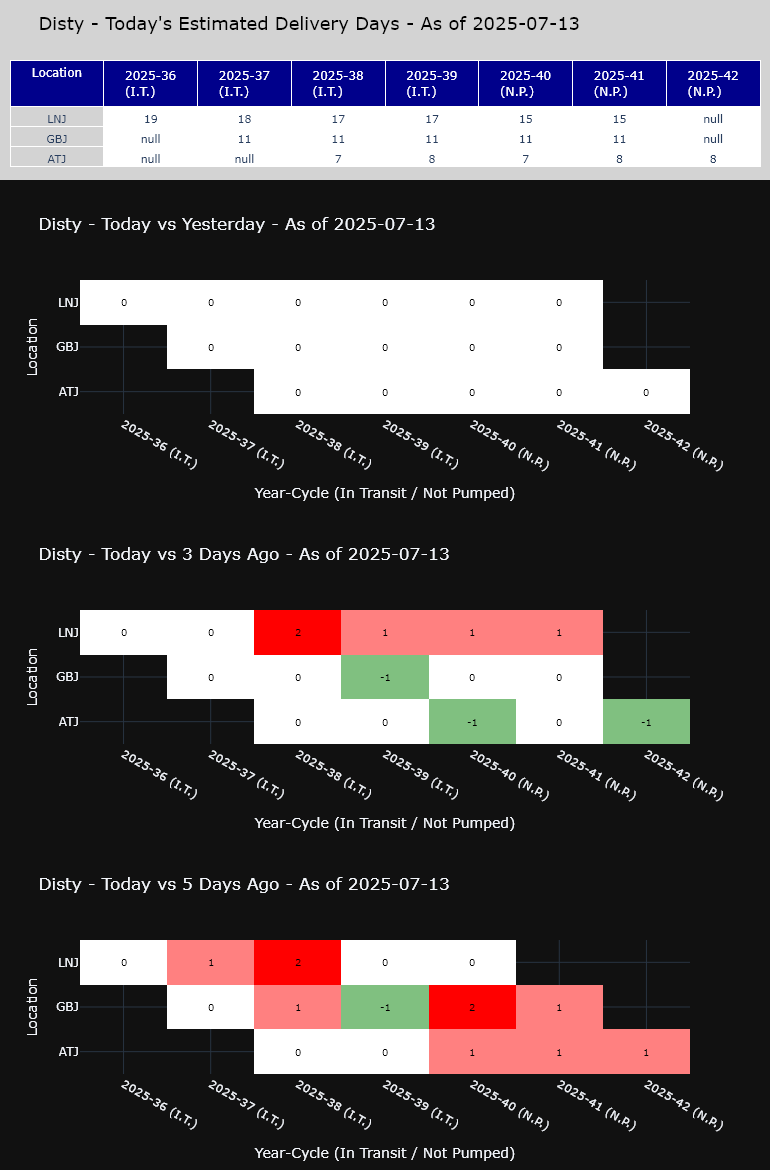 Disty - Today's Estimated Delivery Days - As of 2025-07-13
Location 2025-36 (I.T.) 2025-37 (I.T.) 2025-38 (I.T.) 2025-39 (I.T.) 2025-40 (N.P.) 2025-41 (N.P.) 2025-42 (N.P.)
LNJ 19 18 17 17 15 15 null
GBJ null 11 11 11 11 11 null
ATJ null null 7 8 7 8 8
Disty - Today vs Yesterday - As of 2025-07-13
Location
LNJ 0 0 0 0 0 0
GBJ 0 0 0 0 0
ATJ 0 0 0 0 0
2025-36 (I.T.) 2025-37 (I.T.) 2025-38 (I.T.) 2025-39 (I.T.) 2025-40 (N.P.) 2025-41 (N.P.) 2025-42 (N.P.)
Year-Cycle (In Transit / Not Pumped)
Disty - Today vs 3 Days Ago - As of 2025-07-13
Location
LNJ 0 0 2 1 1 1
GBJ 0 0 -1 0 0
ATJ 0 0 -1 0 -1
2025-36 (I.T.) 2025-37 (I.T.) 2025-38 (I.T.) 2025-39 (I.T.) 2025-40 (N.P.) 2025-41 (N.P.) 2025-42 (N.P.)
Year-Cycle (In Transit / Not Pumped)
Disty - Today vs 5 Days Ago - As of 2025-07-13
Location
LNJ 0 1 2 0 0
GBJ 0 1 -1 2 1
ATJ 0 0 1 1 1
2025-36 (I.T.) 2025-37 (I.T.) 2025-38 (I.T.) 2025-39 (I.T.) 2025-40 (N.P.) 2025-41 (N.P.) 2025-42 (N.P.)
Year-Cycle (In Transit / Not Pumped)